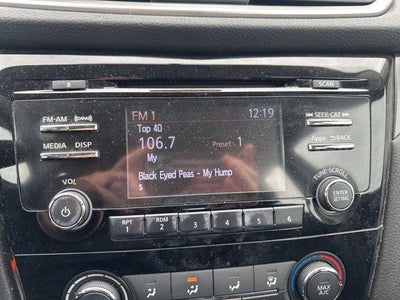 SCAN
FM 1 12:19
FM·AM
SEEK·CAT
Top 40
106.7 Preset 1
Apps BACK
MEDIA DISP
My
TUNE·SCROLL
VOL
Black Eyed Peas - My Hump
s
ENTER
SETTING
RPT
1
RDM
2
3
4
5
6
MAX
A/C